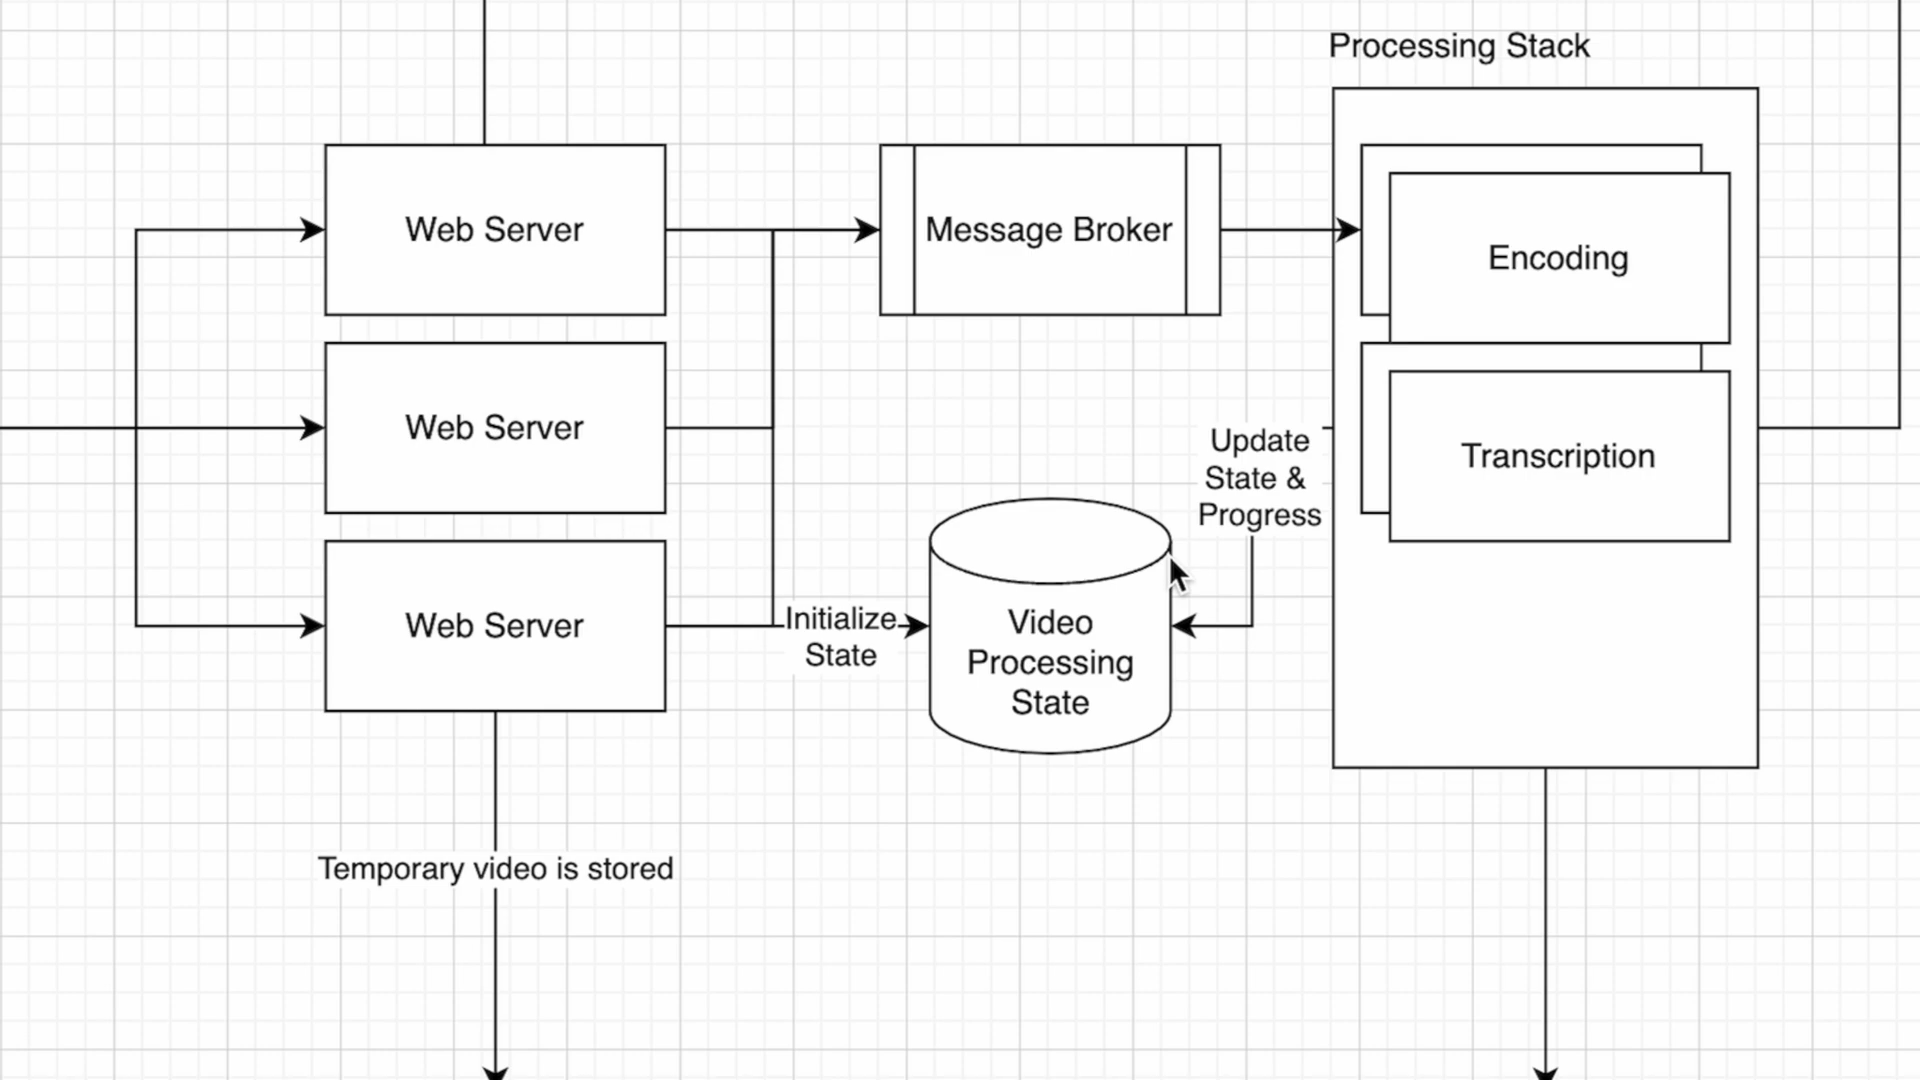 Processing Stack
Web Server
Message Broker
Encoding
Web Server
Update
State &
Progress
Transcription
Web Server
Initialize
State
Video
Processing
State
Temporary video is stored